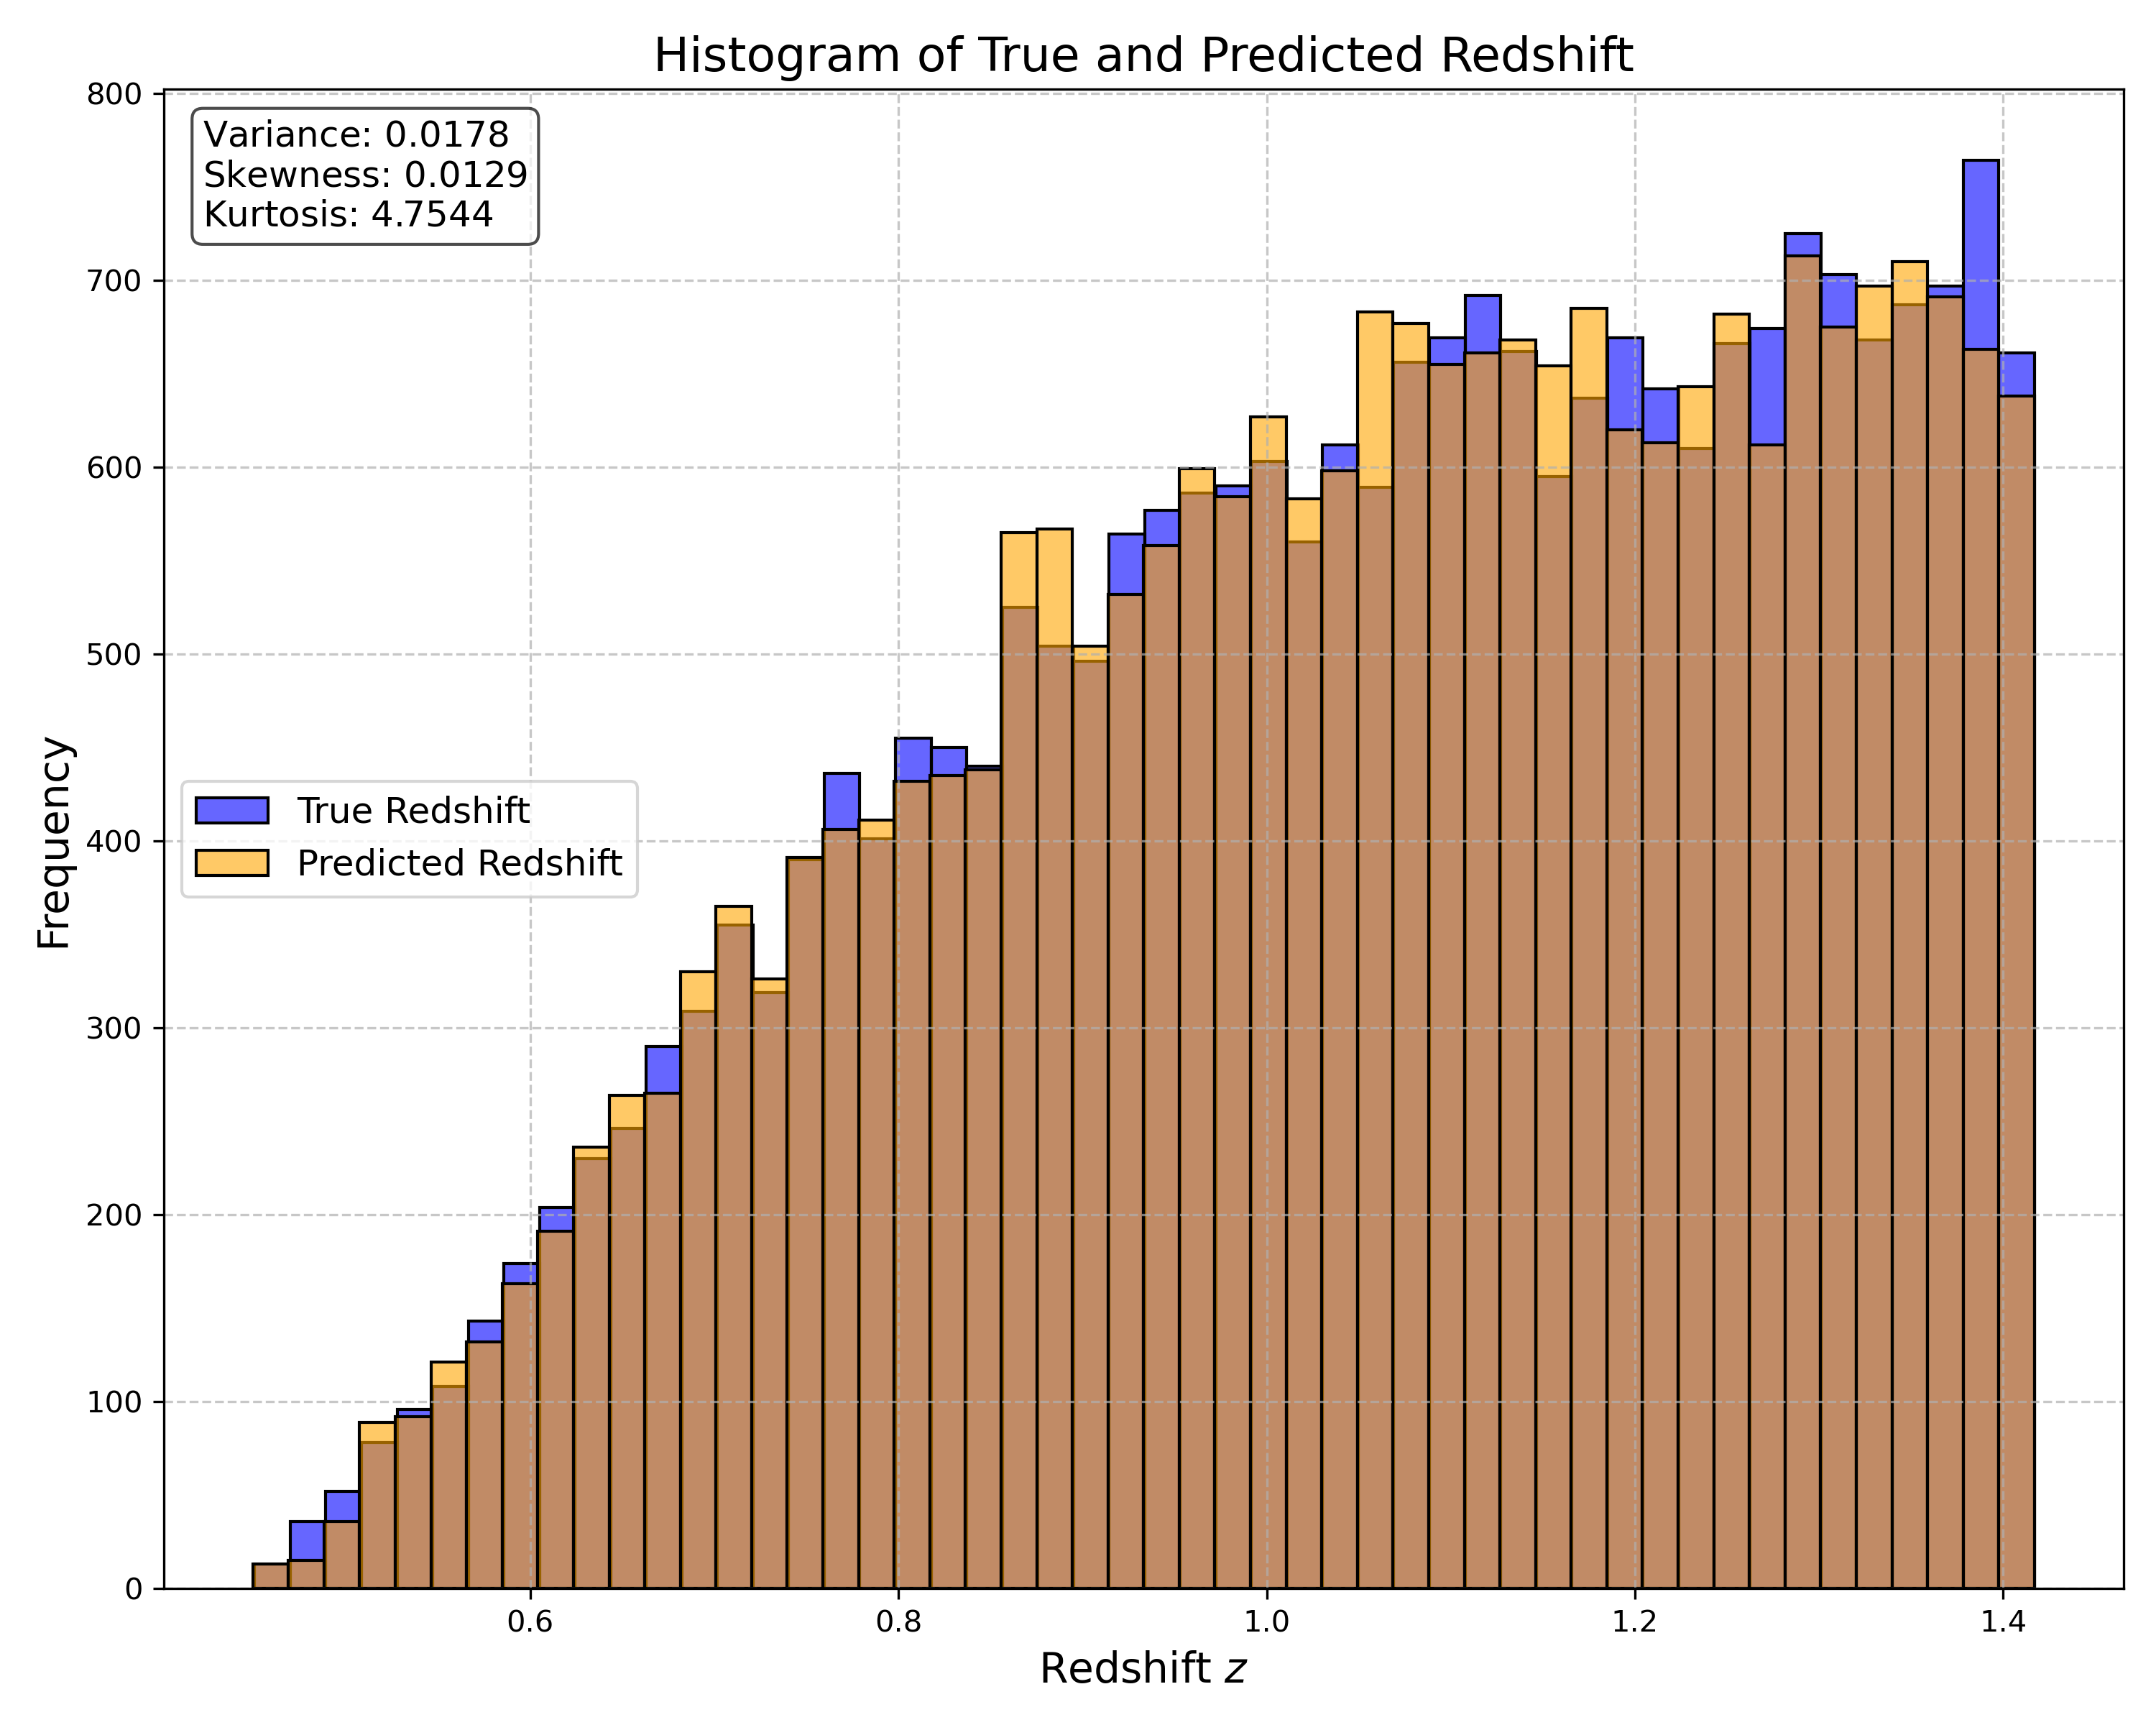 Histogram of True and Predicted Redshift
Variance: 0.0178
Skewness: 0.0129
Kurtosis: 4.7544
True Redshift
Predicted Redshift
Frequency
800
700
600
500
400
300
200
100
0
0.6 0.8 1.0 1.2 1.4
Redshift z